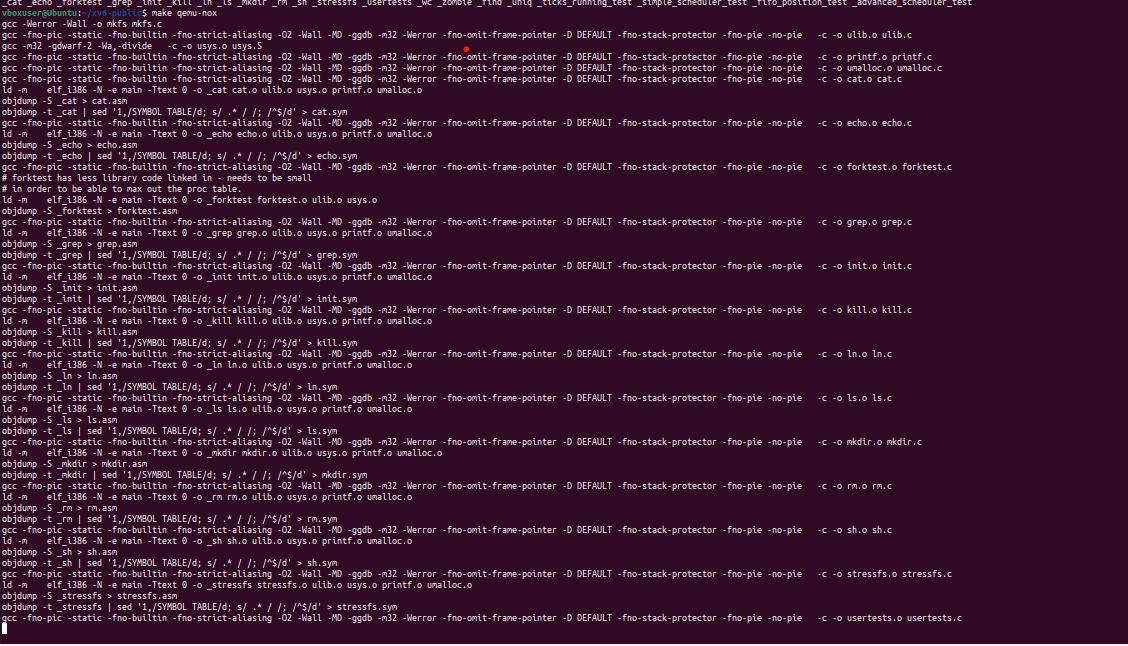 _cat _echo _forktest _grep _init _kill _ln _ls _mkdir _rm _sh _stressfs _usertests _wc _zombie _find _uniq _ticks_running_test _simple_scheduler_test _fifo_position_test _advanced_scheduler_test
vboxuser@Ubuntu:~/xv6-public$ make qemu-nox
gcc -Werror -Wall -o mkfs mkfs.c
gcc -fno-pic -static -fno-builtin -fno-strict-aliasing -O2 -Wall -MD -ggdb -m32 -Werror -fno-omit-frame-pointer -D DEFAULT -fno-stack-protector -fno-pie -no-pie   -c -o ulib.o ulib.c
gcc -m32 -gdwarf-2 -Wa,-divide   -c -o usys.o usys.S
gcc -fno-pic -static -fno-builtin -fno-strict-aliasing -O2 -Wall -MD -ggdb -m32 -Werror -fno-omit-frame-pointer -D DEFAULT -fno-stack-protector -fno-pie -no-pie   -c -o printf.o printf.c
gcc -fno-pic -static -fno-builtin -fno-strict-aliasing -O2 -Wall -MD -ggdb -m32 -Werror -fno-omit-frame-pointer -D DEFAULT -fno-stack-protector -fno-pie -no-pie   -c -o umalloc.o umalloc.c
gcc -fno-pic -static -fno-builtin -fno-strict-aliasing -O2 -Wall -MD -ggdb -m32 -Werror -fno-omit-frame-pointer -D DEFAULT -fno-stack-protector -fno-pie -no-pie   -c -o cat.o cat.c
ld -m    elf_i386 -N -e main -Ttext 0 -o _cat cat.o ulib.o usys.o printf.o umalloc.o
objdump -S _cat > cat.asm
objdump -t _cat | sed '1,/SYMBOL TABLE/d; s/ .* / /; /^$/d' > cat.sym
gcc -fno-pic -static -fno-builtin -fno-strict-aliasing -O2 -Wall -MD -ggdb -m32 -Werror -fno-omit-frame-pointer -D DEFAULT -fno-stack-protector -fno-pie -no-pie   -c -o echo.o echo.c
ld -m    elf_i386 -N -e main -Ttext 0 -o _echo echo.o ulib.o usys.o printf.o umalloc.o
objdump -S _echo > echo.asm
objdump -t _echo | sed '1,/SYMBOL TABLE/d; s/ .* / /; /^$/d' > echo.sym
gcc -fno-pic -static -fno-builtin -fno-strict-aliasing -O2 -Wall -MD -ggdb -m32 -Werror -fno-omit-frame-pointer -D DEFAULT -fno-stack-protector -fno-pie -no-pie   -c -o forktest.o forktest.c
# forktest has less library code linked in - needs to be small
# in order to be able to max out the proc table.
ld -m    elf_i386 -N -e main -Ttext 0 -o _forktest forktest.o ulib.o usys.o
objdump -S _forktest > forktest.asm
gcc -fno-pic -static -fno-builtin -fno-strict-aliasing -O2 -Wall -MD -ggdb -m32 -Werror -fno-omit-frame-pointer -D DEFAULT -fno-stack-protector -fno-pie -no-pie   -c -o grep.o grep.c
ld -m    elf_i386 -N -e main -Ttext 0 -o _grep grep.o ulib.o usys.o printf.o umalloc.o
objdump -S _grep > grep.asm
objdump -t _grep | sed '1,/SYMBOL TABLE/d; s/ .* / /; /^$/d' > grep.sym
gcc -fno-pic -static -fno-builtin -fno-strict-aliasing -O2 -Wall -MD -ggdb -m32 -Werror -fno-omit-frame-pointer -D DEFAULT -fno-stack-protector -fno-pie -no-pie   -c -o init.o init.c
ld -m    elf_i386 -N -e main -Ttext 0 -o _init init.o ulib.o usys.o printf.o umalloc.o
objdump -S _init > init.asm
objdump -t _init | sed '1,/SYMBOL TABLE/d; s/ .* / /; /^$/d' > init.sym
gcc -fno-pic -static -fno-builtin -fno-strict-aliasing -O2 -Wall -MD -ggdb -m32 -Werror -fno-omit-frame-pointer -D DEFAULT -fno-stack-protector -fno-pie -no-pie   -c -o kill.o kill.c
ld -m    elf_i386 -N -e main -Ttext 0 -o _kill kill.o ulib.o usys.o printf.o umalloc.o
objdump -S _kill > kill.asm
objdump -t _kill | sed '1,/SYMBOL TABLE/d; s/ .* / /; /^$/d' > kill.sym
gcc -fno-pic -static -fno-builtin -fno-strict-aliasing -O2 -Wall -MD -ggdb -m32 -Werror -fno-omit-frame-pointer -D DEFAULT -fno-stack-protector -fno-pie -no-pie   -c -o ln.o ln.c
ld -m    elf_i386 -N -e main -Ttext 0 -o _ln ln.o ulib.o usys.o printf.o umalloc.o
objdump -S _ln > ln.asm
objdump -t _ln | sed '1,/SYMBOL TABLE/d; s/ .* / /; /^$/d' > ln.sym
gcc -fno-pic -static -fno-builtin -fno-strict-aliasing -O2 -Wall -MD -ggdb -m32 -Werror -fno-omit-frame-pointer -D DEFAULT -fno-stack-protector -fno-pie -no-pie   -c -o ls.o ls.c
ld -m    elf_i386 -N -e main -Ttext 0 -o _ls ls.o ulib.o usys.o printf.o umalloc.o
objdump -S _ls > ls.asm
objdump -t _ls | sed '1,/SYMBOL TABLE/d; s/ .* / /; /^$/d' > ls.sym
gcc -fno-pic -static -fno-builtin -fno-strict-aliasing -O2 -Wall -MD -ggdb -m32 -Werror -fno-omit-frame-pointer -D DEFAULT -fno-stack-protector -fno-pie -no-pie   -c -o mkdir.o mkdir.c
ld -m    elf_i386 -N -e main -Ttext 0 -o _mkdir mkdir.o ulib.o usys.o printf.o umalloc.o
objdump -S _mkdir > mkdir.asm
objdump -t _mkdir | sed '1,/SYMBOL TABLE/d; s/ .* / /; /^$/d' > mkdir.sym
gcc -fno-pic -static -fno-builtin -fno-strict-aliasing -O2 -Wall -MD -ggdb -m32 -Werror -fno-omit-frame-pointer -D DEFAULT -fno-stack-protector -fno-pie -no-pie   -c -o rm.o rm.c
ld -m    elf_i386 -N -e main -Ttext 0 -o _rm rm.o ulib.o usys.o printf.o umalloc.o
objdump -S _rm > rm.asm
objdump -t _rm | sed '1,/SYMBOL TABLE/d; s/ .* / /; /^$/d' > rm.sym
gcc -fno-pic -static -fno-builtin -fno-strict-aliasing -O2 -Wall -MD -ggdb -m32 -Werror -fno-omit-frame-pointer -D DEFAULT -fno-stack-protector -fno-pie -no-pie   -c -o sh.o sh.c
ld -m    elf_i386 -N -e main -Ttext 0 -o _sh sh.o ulib.o usys.o printf.o umalloc.o
objdump -S _sh > sh.asm
objdump -t _sh | sed '1,/SYMBOL TABLE/d; s/ .* / /; /^$/d' > sh.sym
gcc -fno-pic -static -fno-builtin -fno-strict-aliasing -O2 -Wall -MD -ggdb -m32 -Werror -fno-omit-frame-pointer -D DEFAULT -fno-stack-protector -fno-pie -no-pie   -c -o stressfs.o stressfs.c
ld -m    elf_i386 -N -e main -Ttext 0 -o _stressfs stressfs.o ulib.o usys.o printf.o umalloc.o
objdump -S _stressfs > stressfs.asm
objdump -t _stressfs | sed '1,/SYMBOL TABLE/d; s/ .* / /; /^$/d' > stressfs.sym
gcc -fno-pic -static -fno-builtin -fno-strict-aliasing -O2 -Wall -MD -ggdb -m32 -Werror -fno-omit-frame-pointer -D DEFAULT -fno-stack-protector -fno-pie -no-pie   -c -o usertests.o usertests.c